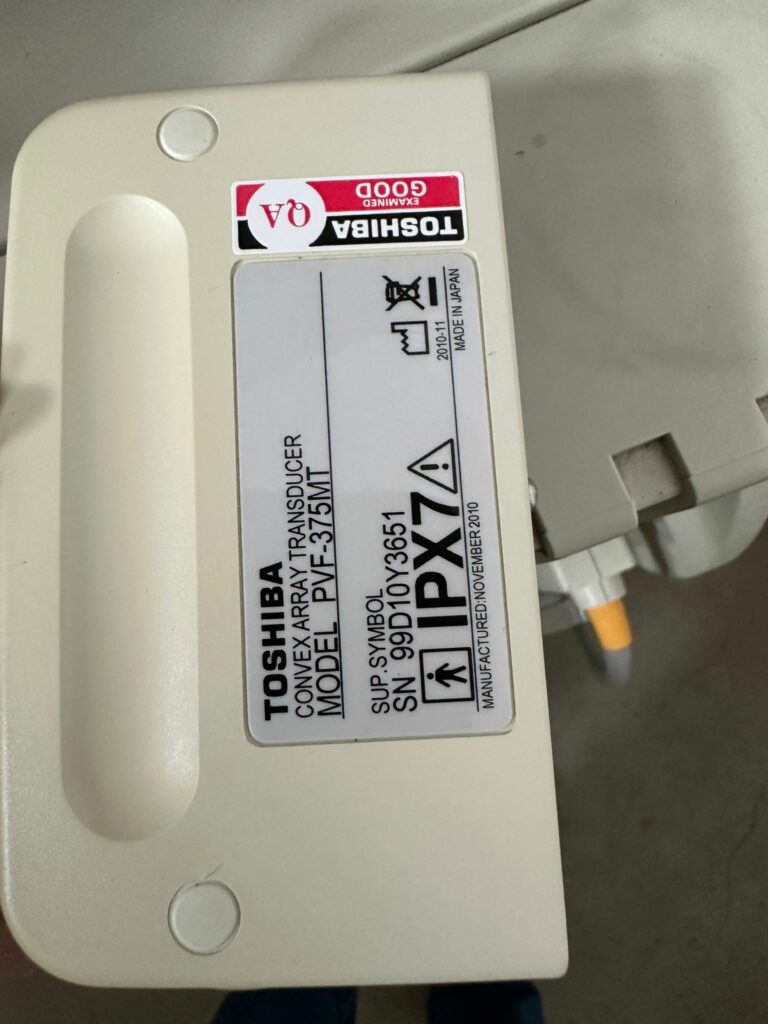 TOSHIBA
QA
EXAMINED
GOOD
TOSHIBA
CONVEX ARRAY TRANSDUCER
MODEL PVF-375MT
SUP.SYMBOL
SN 99D10Y3651
IPX7
2010-11
MANUFACTURED:NOVEMBER 2010
MADE IN JAPAN